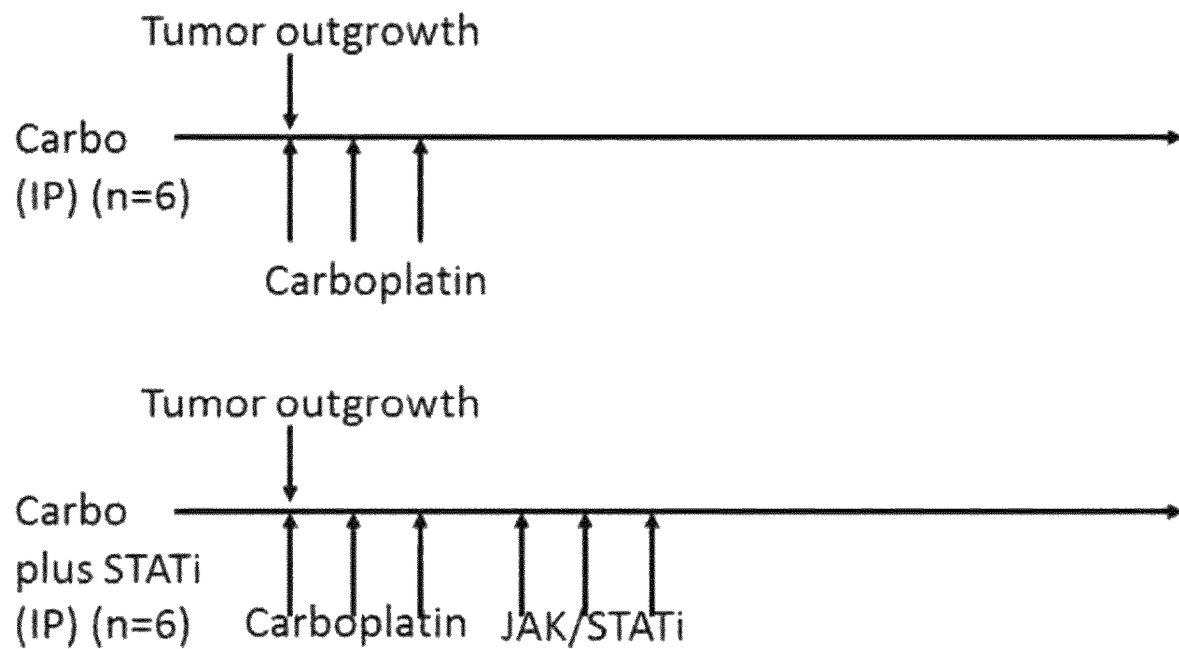 Tumor outgrowth
Carbo
(IP) (n=6)
Carboplatin
Tumor outgrowth
Carbo
plus STATi
(IP) (n=6)
Carboplatin
JAK/STATi